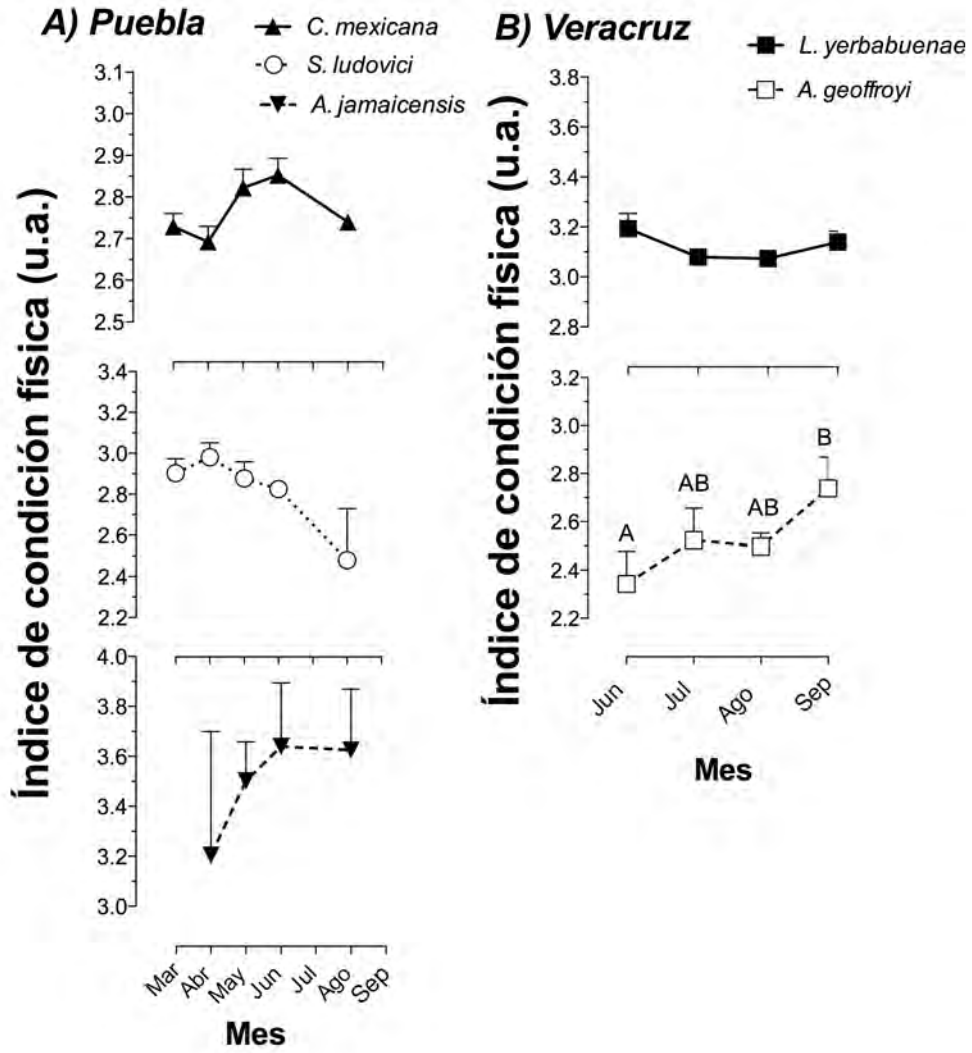 A) Puebla
C. mexicana
S. ludovici
A. jamaicensis
Índice de condición física (u.a.)
3.1
3.0
2.9
2.8
2.7
2.6
2.5
3.4
3.2
3.0
2.8
2.6
2.4
2.2
4.0
3.8
3.6
3.4
3.2
3.0
Mar Abr May Jun Jul Ago Sep
Mes
B) Veracruz
L. yerbabuenae
A. geoffroyi
Índice de condición física (u.a.)
3.8
3.6
3.4
3.2
3.0
2.8
3.2
3.0
2.8
2.6
2.4
2.2
A AB AB B
Jun Jul Ago Sep
Mes